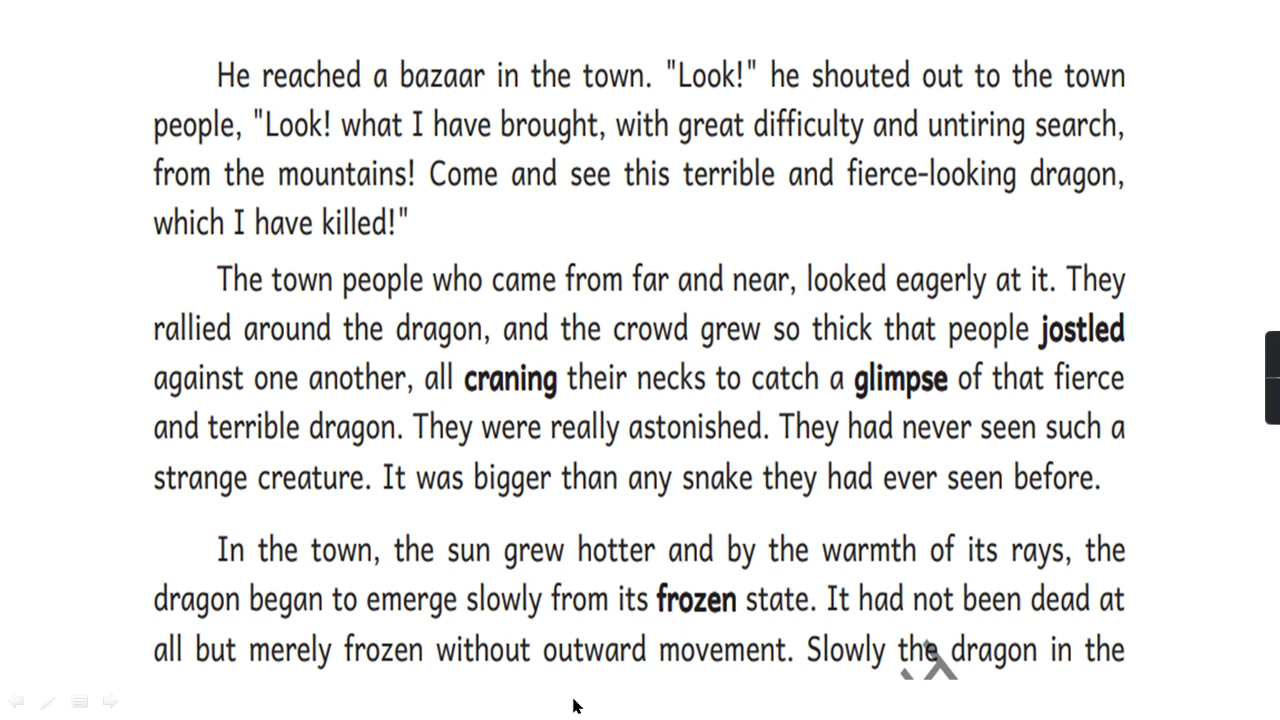 He reached a bazaar in the town. "Look!" he shouted out to the town
people, "Look! what I have brought, with great difficulty and untiring search,
from the mountains! Come and see this terrible and fierce-looking dragon,
which I have killed!"
The town people who came from far and near, looked eagerly at it. They
rallied around the dragon, and the crowd grew so thick that people jostled
against one another, all craning their necks to catch a glimpse of that fierce
and terrible dragon. They were really astonished. They had never seen such a
strange creature. It was bigger than any snake they had ever seen before.
In the town, the sun grew hotter and by the warmth of its rays, the
dragon began to emerge slowly from its frozen state. It had not been dead at
all but merely frozen without outward movement. Slowly the dragon in the